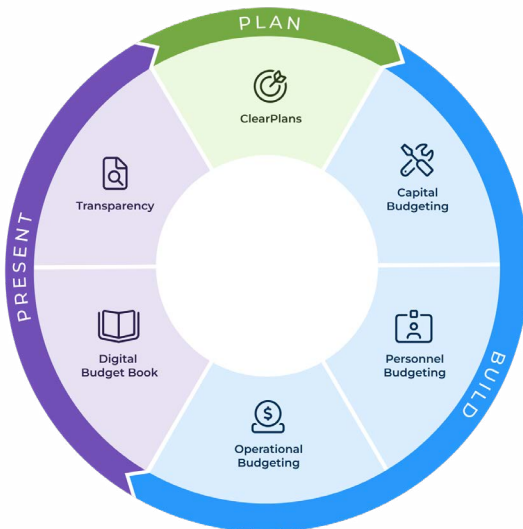 PLAN
ClearPlans
Capital
Budgeting
Personnel
Budgeting
BUILD
Operational
Budgeting
Digital
Budget Book
Transparency
PRESENT
$